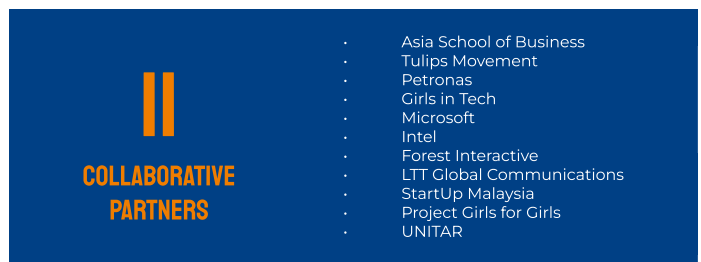 11
COLLABORATIVE
PARTNERS
• Asia School of Business
• Tulips Movement
• Petronas
• Girls in Tech
• Microsoft
• Intel
• Forest Interactive
• LTT Global Communications
• StartUp Malaysia
• Project Girls for Girls
• UNITAR